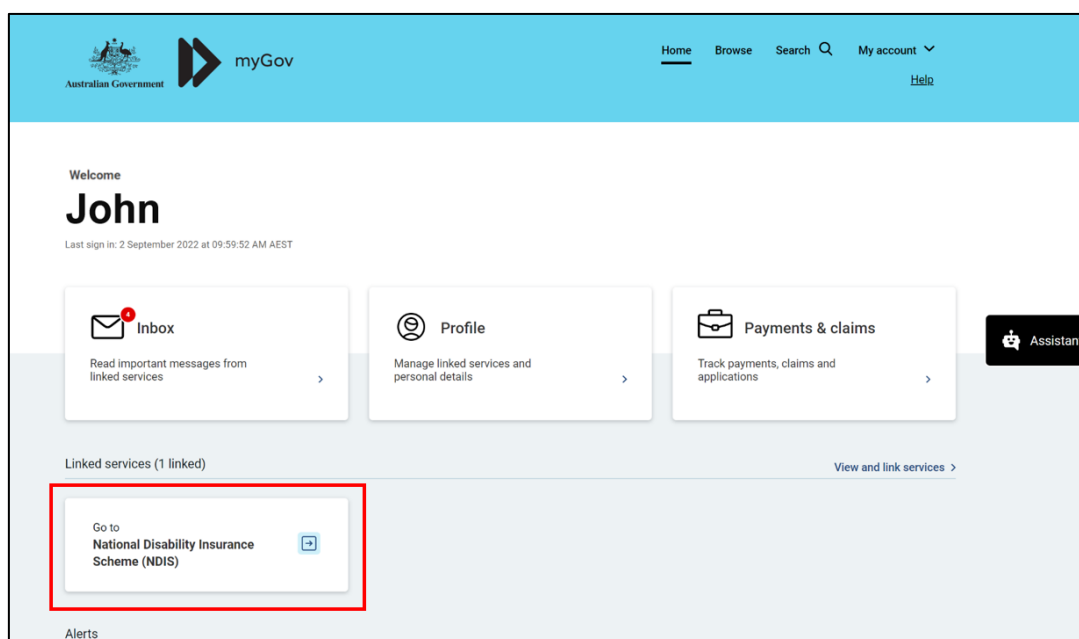 Australian Government
myGov
Home Browse Search My account
Help
Welcome
John
Last sign in: 2 September 2022 at 09:59:52 AM AEST
4
Inbox
Read important messages from
linked services
Profile
Manage linked services and
personal details
Payments & claims
Track payments, claims and
applications
Assistan
Linked services (1 linked)
View and link services
Go to
National Disability Insurance
Scheme (NDIS)
Alerts